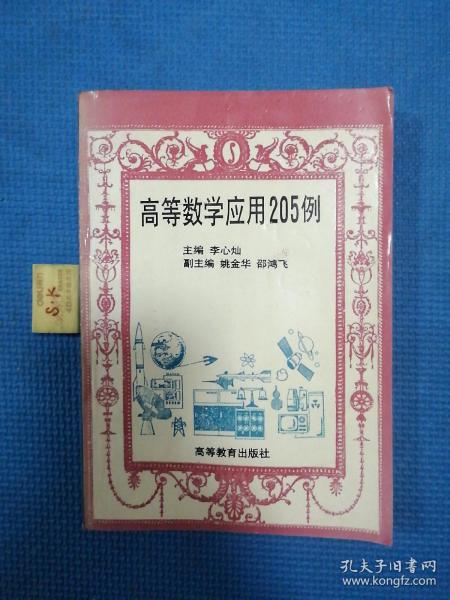 高等数学应用205例
主编 李心灿
副主编 姚金华 邵鸿飞
高等教育出版社
S·K
孔夫子旧书网
www.kongfz.com